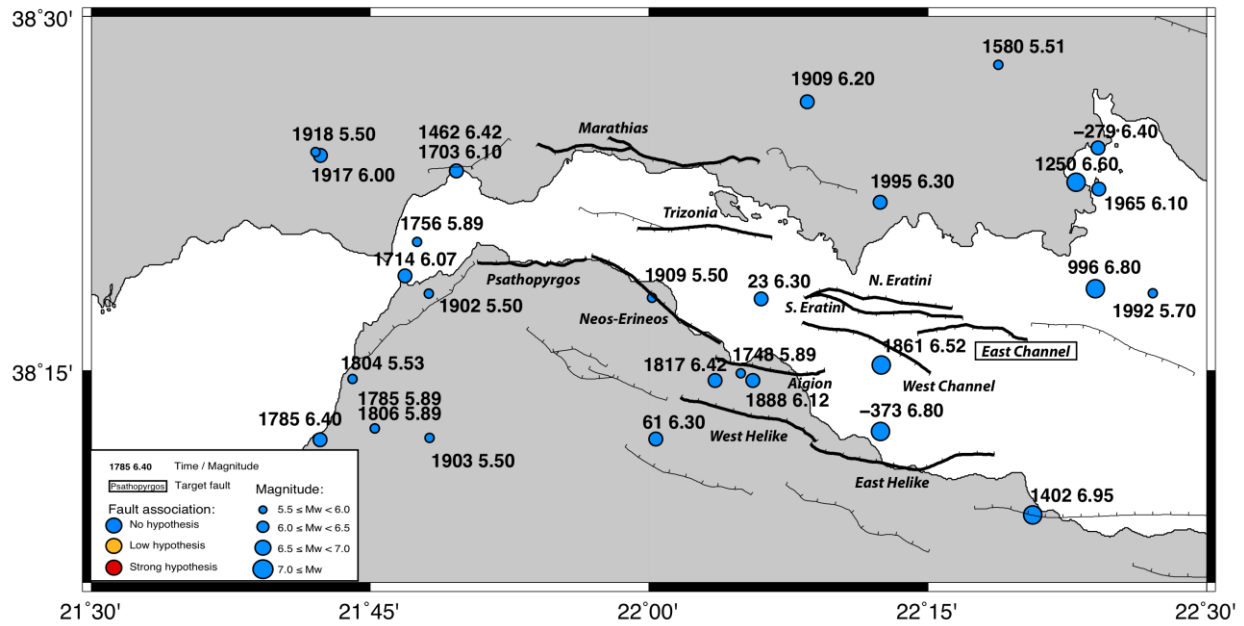 38°30'
1580 5.51
1909 6.20
Marathias
1918 5.50
1462 6.42
1703 6.10
−279 6.40
1250 6.60
1917 6.00
1995 6.30
1965 6.10
Trizonia
1756 5.89
1714 6.07
Psathopyrgos
1909 5.50
23 6.30
N. Eratini
996 6.80
1902 5.50
S. Eratini
1992 5.70
Neos-Erineos
1861 6.52
East Channel
1804 5.53
1817 6.42
1748 5.89
38°15'
Aigion
West Channel
1785 5.89
1888 6.12
1785 6.40
1806 5.89
61 6.30
−373 6.80
West Helike
1903 5.50
East Helike
1402 6.95
1785 6.40 Time / Magnitude
Psathopyrgos Target fault
Fault association:
No hypothesis
Low hypothesis
Strong hypothesis
Magnitude:
5.5 ≤ Mw < 6.0
6.0 ≤ Mw < 6.5
6.5 ≤ Mw < 7.0
7.0 ≤ Mw
21°30' 21°45' 22°00' 22°15' 22°30'